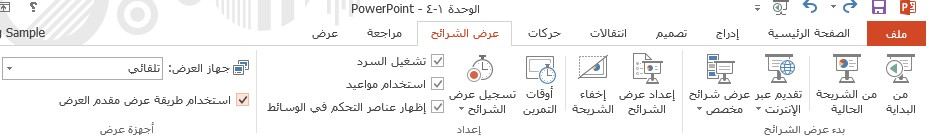 الوحدة ١-٤ - PowerPoint
Sample
ملف
الصفحة الرئيسية
إدراج
تصميم
انتقالات
حركات
عرض الشرائح
مراجعة
عرض
من البداية
من الشريحة الحالية
تقديم عبر الإنترنت
عرض شرائح مخصص
بدء عرض الشرائح
إعداد عرض الشرائح
إخفاء الشريحة
أوقات التمرين
تسجيل عرض الشرائح
تشغيل السرد
استخدام مواعيد
إظهار عناصر التحكم في الوسائط
إعداد
جهاز العرض:
تلقائي
استخدام طريقة عرض مقدم العرض
أجهزة عرض